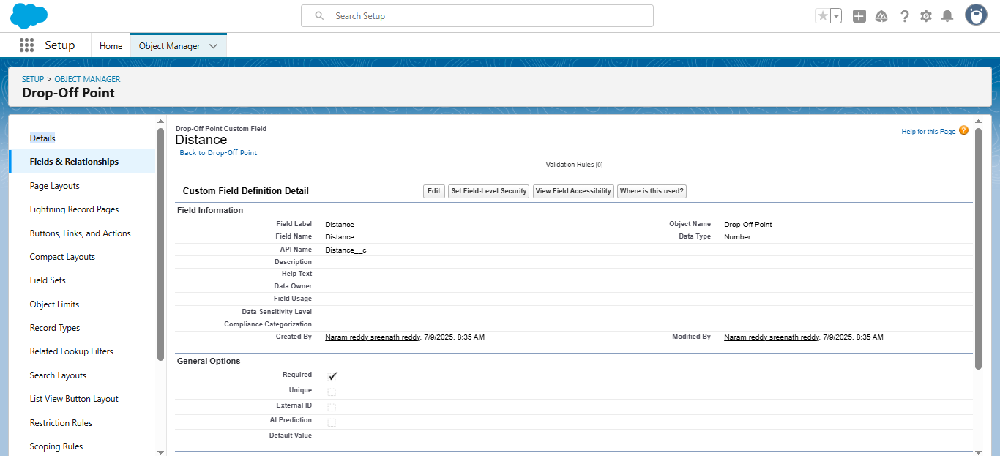 Search Setup
Setup
Home
Object Manager
SETUP > OBJECT MANAGER
Drop-Off Point
Details
Fields & Relationships
Page Layouts
Lightning Record Pages
Buttons, Links, and Actions
Compact Layouts
Field Sets
Object Limits
Record Types
Related Lookup Filters
Search Layouts
List View Button Layout
Restriction Rules
Scoping Rules
Drop-Off Point Custom Field
Distance
Back to Drop-Off Point
Help for this Page ?
Validation Rules [0]
Custom Field Definition Detail Edit Set Field-Level Security View Field Accessibility Where is this used?
Field Information
Field Label Distance Object Name Drop-Off Point
Field Name Distance Data Type Number
API Name Distance__c
Description
Help Text
Data Owner
Field Usage
Data Sensitivity Level
Compliance Categorization
Created By Naram reddy sreenath reddy, 7/9/2025, 8:35 AM Modified By Naram reddy sreenath reddy, 7/9/2025, 8:35 AM
General Options
Required
Unique
External ID
AI Prediction
Default Value